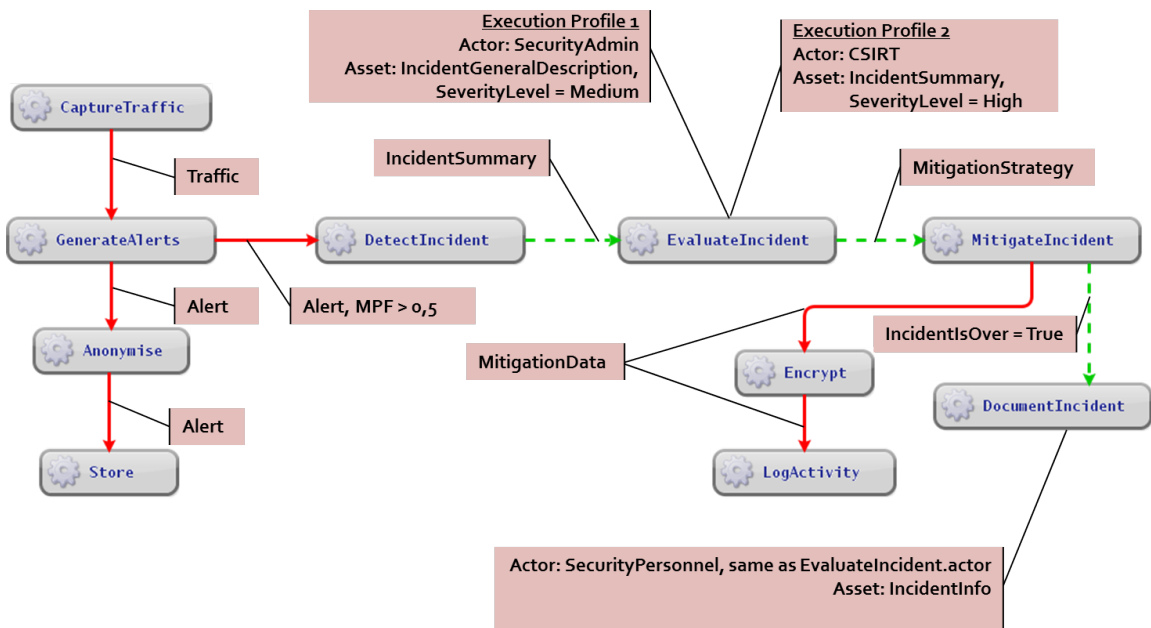 Execution Profile 1
Actor: SecurityAdmin
Asset: IncidentGeneralDescription,
SeverityLevel = Medium
Execution Profile 2
Actor: CSIRT
Asset: IncidentSummary,
SeverityLevel = High
CaptureTraffic
Traffic
IncidentSummary
MitigationStrategy
GenerateAlerts
DetectIncident
EvaluateIncident
MitigateIncident
Alert
Alert, MPF > 0,5
IncidentIsOver = True
Anonymise
MitigationData
Encrypt
DocumentIncident
Alert
Store
LogActivity
Actor: SecurityPersonnel, same as EvaluateIncident.actor
Asset: IncidentInfo